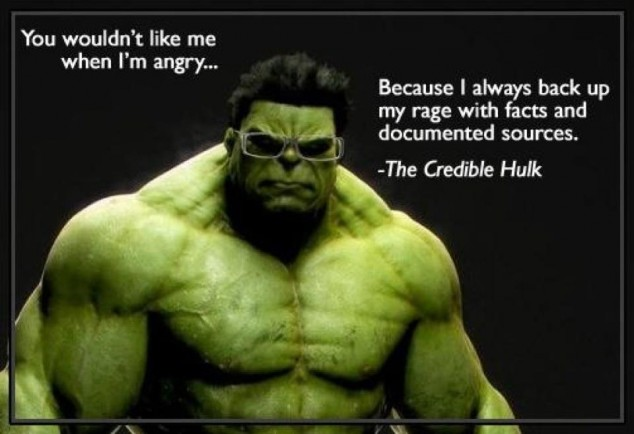 You wouldn't like me
when I'm angry...
Because I always back up
my rage with facts and
documented sources.
-The Credible Hulk